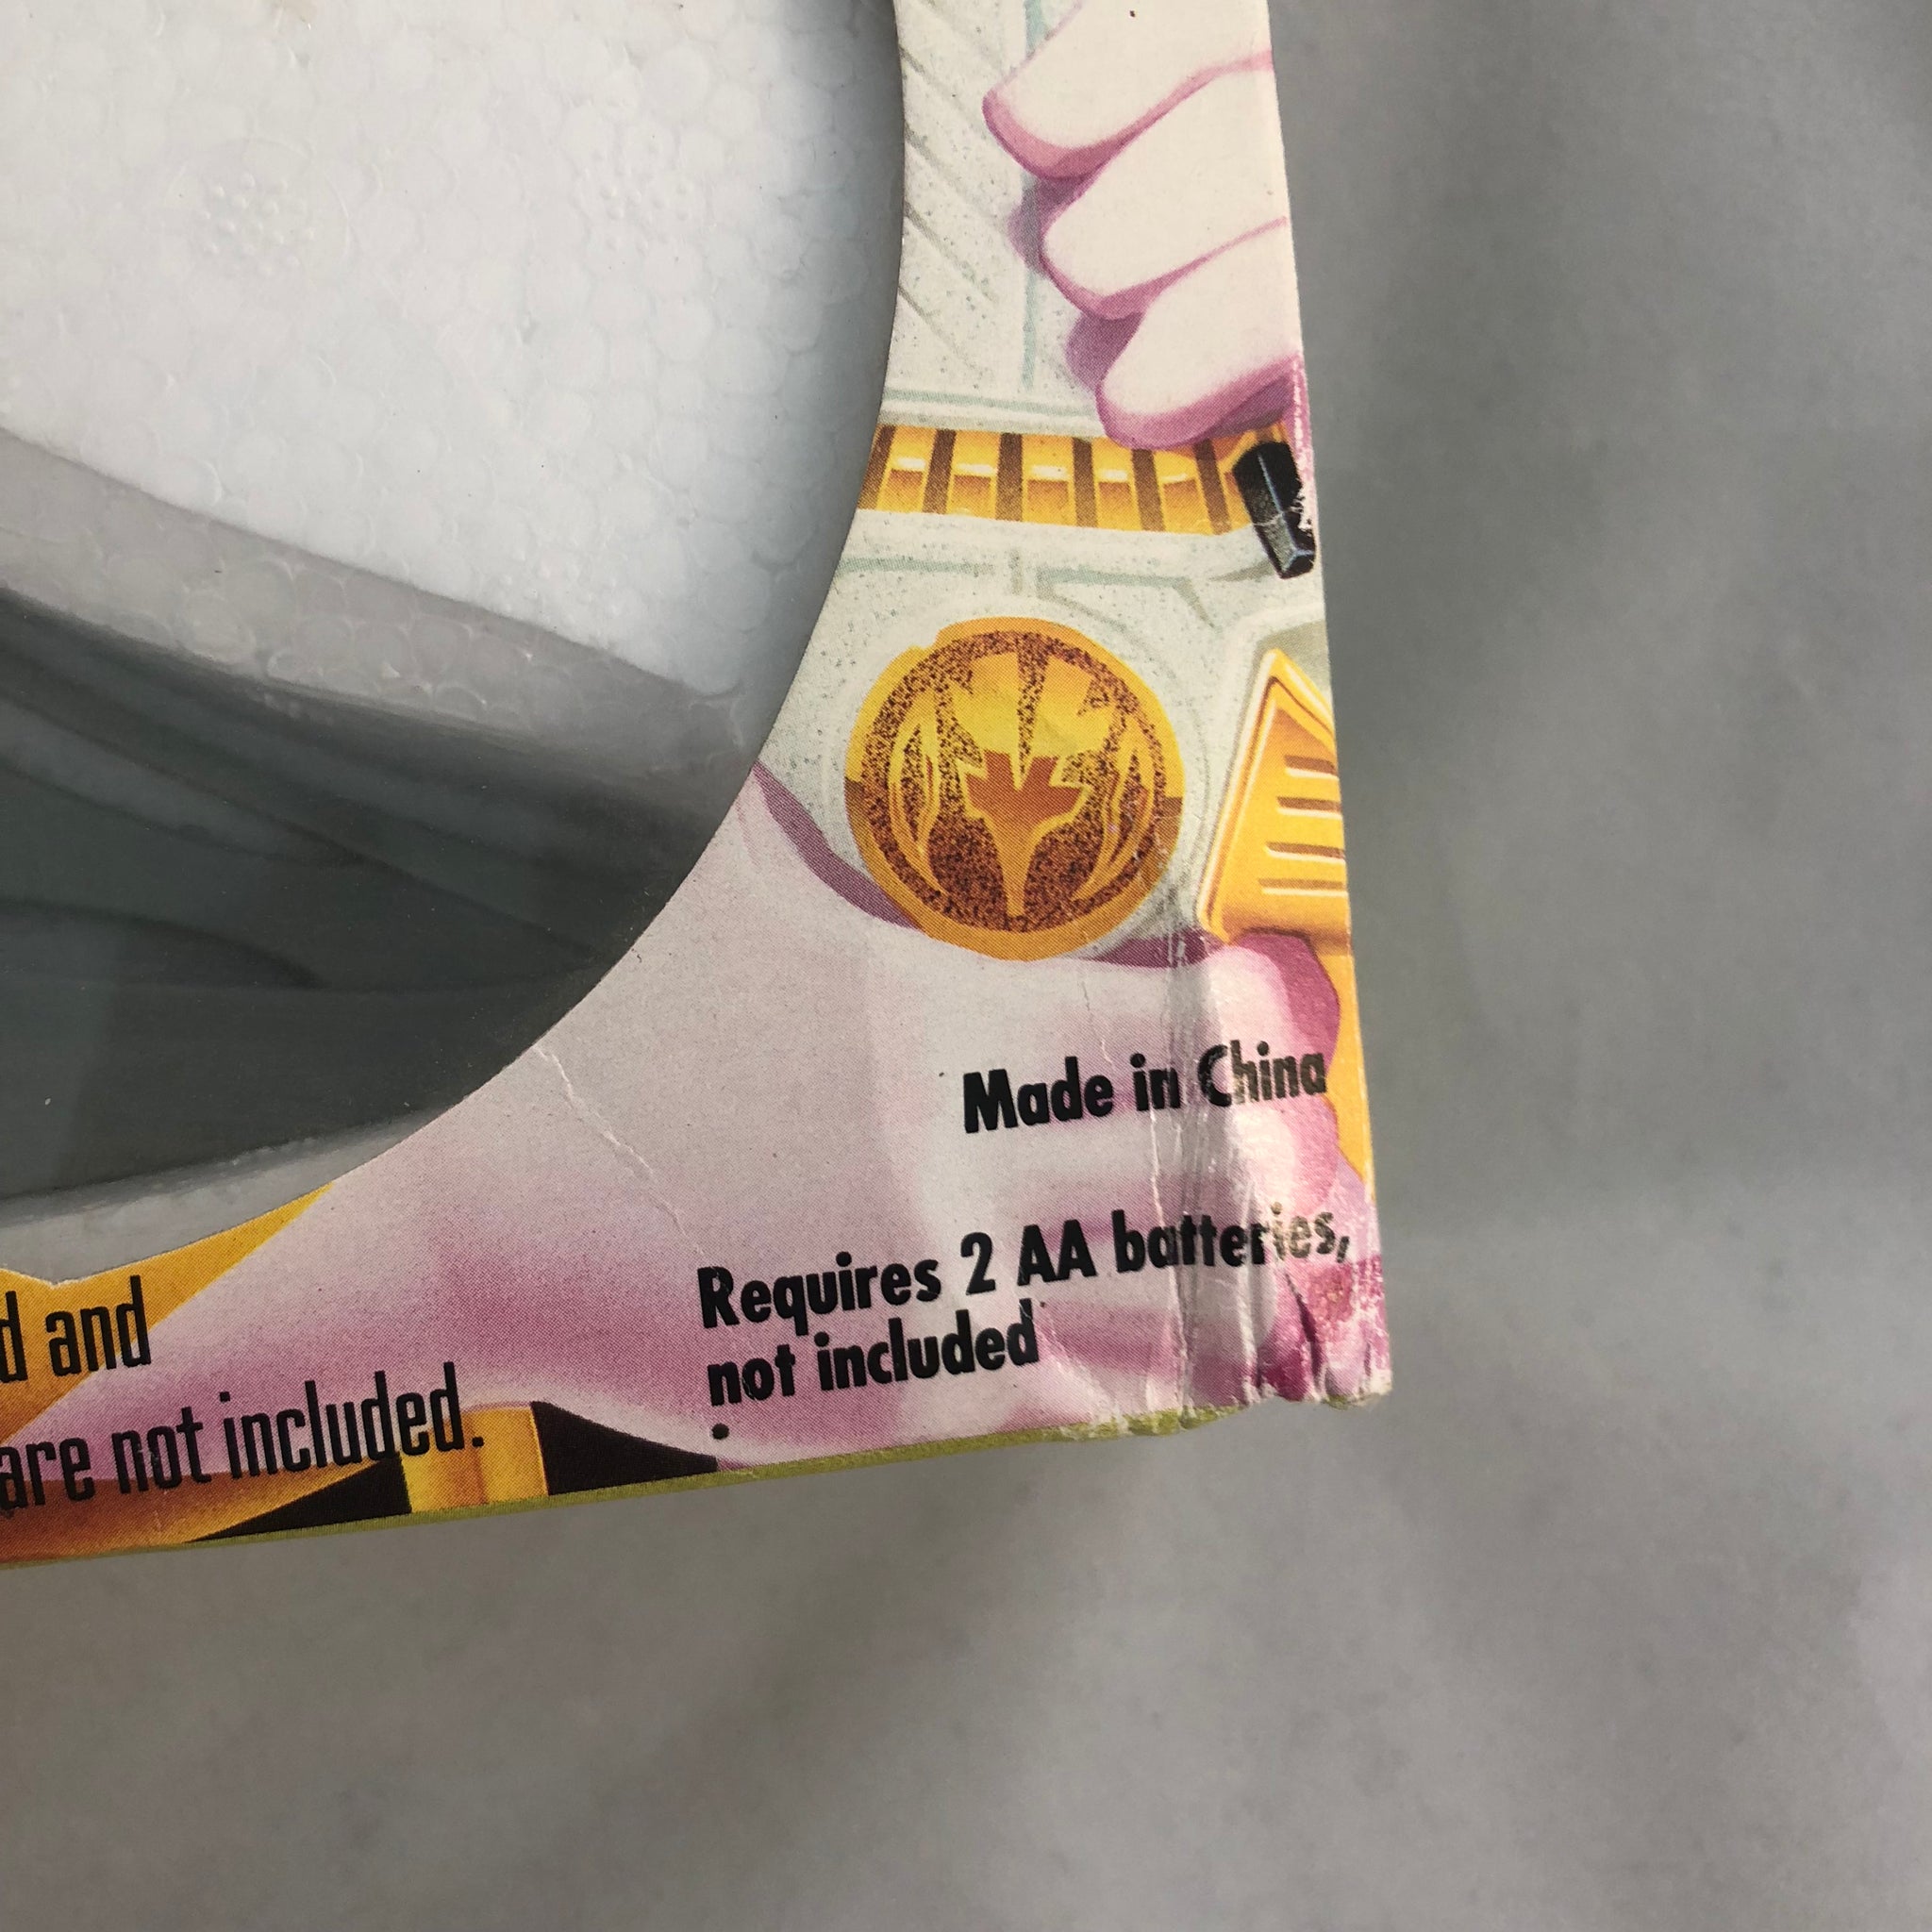 Made in China
Requires 2 AA batteries,
not included
d and
are not included.